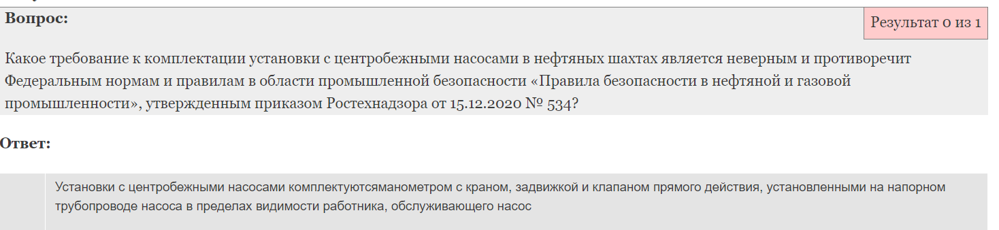 Вопрос:
Результат 0 из 1
Какое требование к комплектации установки с центробежными насосами в нефтяных шахтах является неверным и противоречит
Федеральным нормам и правилам в области промышленной безопасности «Правила безопасности в нефтяной и газовой
промышленности», утвержденным приказом Ростехнадзора от 15.12.2020 № 534?
Ответ:
Установки с центробежными насосами комплектуютсяманометром с краном, задвижкой и клапаном прямого действия, установленными на напорном
трубопроводе насоса в пределах видимости работника, обслуживающего насос